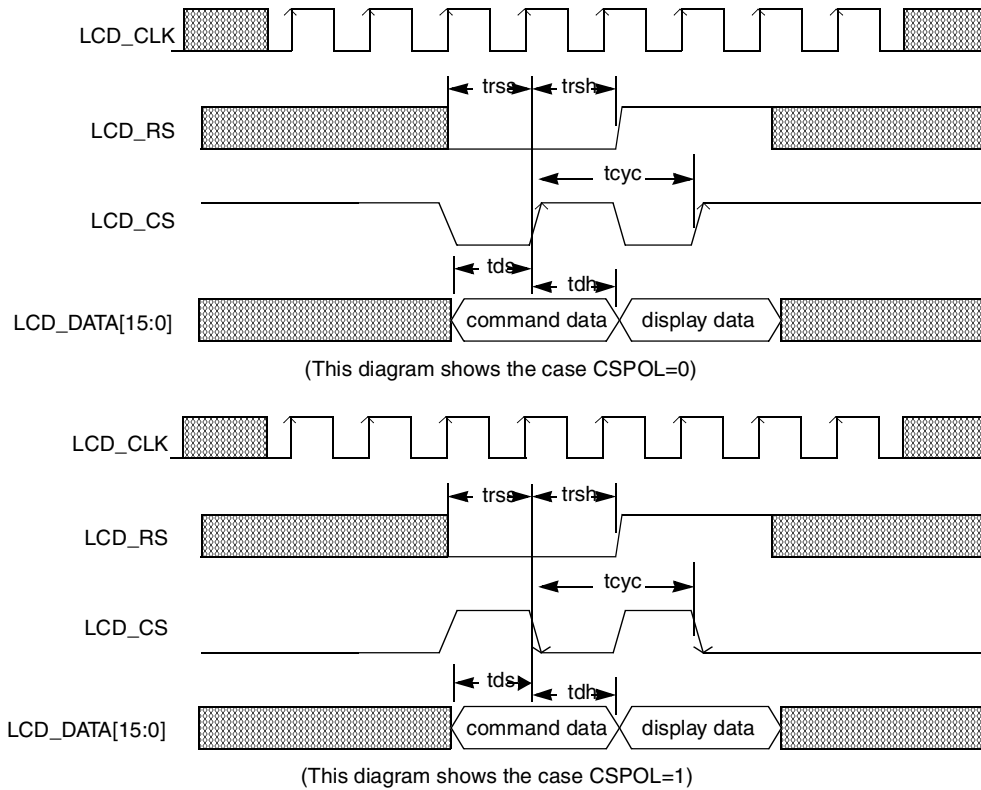 LCD_CLK
trss trsh
LCD_RS
tcyc
LCD_CS
tds
tdh
LCD_DATA[15:0] command data display data
(This diagram shows the case CSPOL=0)
LCD_CLK
trss trsh
LCD_RS
tcyc
LCD_CS
tds
tdh
LCD_DATA[15:0] command data display data
(This diagram shows the case CSPOL=1)